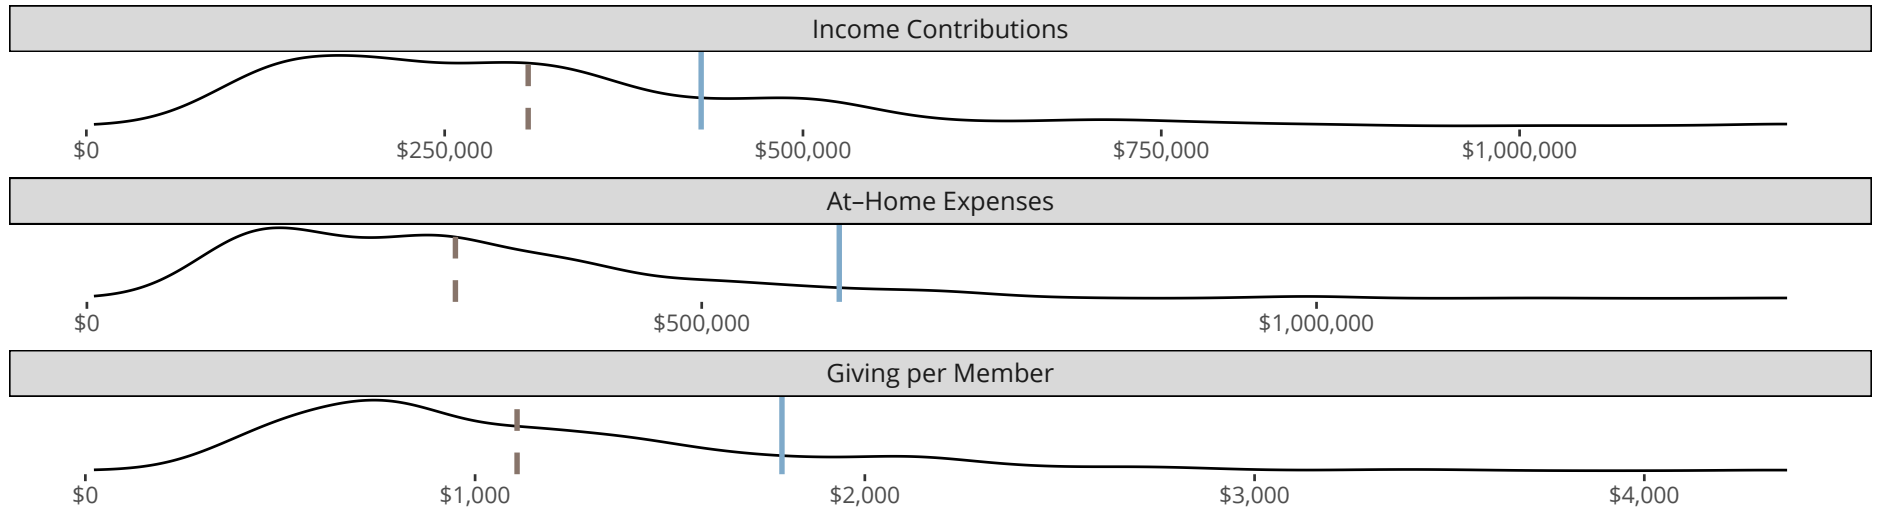 Income Contributions
$0 $250,000 $500,000 $750,000 $1,000,000
At–Home Expenses
$0 $500,000 $1,000,000
Giving per Member
$0 $1,000 $2,000 $3,000 $4,000